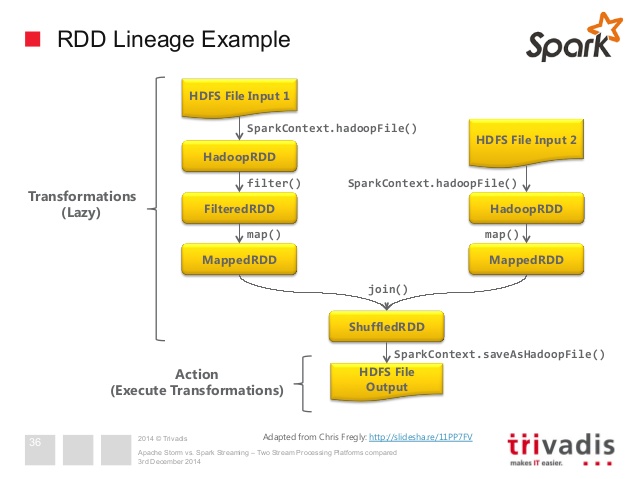 RDD Lineage Example
Spark
HDFS File Input 1
SparkContext.hadoopFile()
HDFS File Input 2
HadoopRDD
filter()
SparkContext.hadoopFile()
Transformations
(Lazy)
FilteredRDD
HadoopRDD
map()
map()
MappedRDD
MappedRDD
join()
ShuffledRDD
SparkContext.saveAsHadoopFile()
Action
(Execute Transformations)
HDFS File
Output
36
2014 © Trivadis
Adapted from Chris Fregly: http://slidesha.re/11PP7FV
Apache Storm vs. Spark Streaming – Two Stream Processing Platforms compared
3rd December 2014
trivadis
makes IT easier.